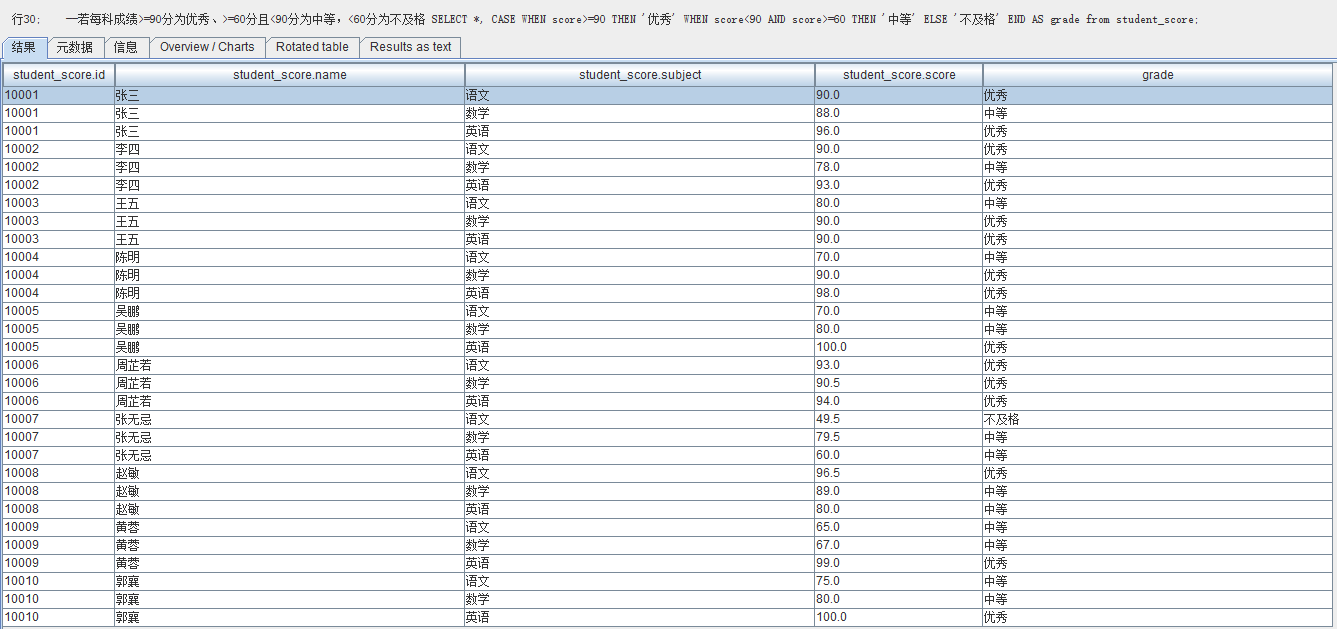 行30;    —若每科成绩>=90分为优秀、>=60分且<90分为中等，<60分为不及格 SELECT *, CASE WHEN score>=90 THEN '优秀' WHEN score<90 AND score>=60 THEN '中等' ELSE '不及格' END AS grade from student_score;
结果 元数据 信息 Overview / Charts Rotated table Results as text
student_score.id student_score.name student_score.subject student_score.score grade
10001 张三 语文 90.0 优秀
10001 张三 数学 88.0 中等
10001 张三 英语 96.0 优秀
10002 李四 语文 90.0 优秀
10002 李四 数学 78.0 中等
10002 李四 英语 93.0 优秀
10003 王五 语文 80.0 中等
10003 王五 数学 90.0 优秀
10003 王五 英语 90.0 优秀
10004 陈明 语文 70.0 中等
10004 陈明 数学 90.0 优秀
10004 陈明 英语 98.0 优秀
10005 吴鹏 语文 70.0 中等
10005 吴鹏 数学 80.0 中等
10005 吴鹏 英语 100.0 优秀
10006 周芷若 语文 93.0 优秀
10006 周芷若 数学 90.5 优秀
10006 周芷若 英语 94.0 优秀
10007 张无忌 语文 49.5 不及格
10007 张无忌 数学 79.5 中等
10007 张无忌 英语 60.0 中等
10008 赵敏 语文 96.5 优秀
10008 赵敏 数学 89.0 中等
10008 赵敏 英语 80.0 中等
10009 黄蓉 语文 65.0 中等
10009 黄蓉 数学 67.0 中等
10009 黄蓉 英语 99.0 优秀
10010 郭襄 语文 75.0 中等
10010 郭襄 数学 80.0 中等
10010 郭襄 英语 100.0 优秀